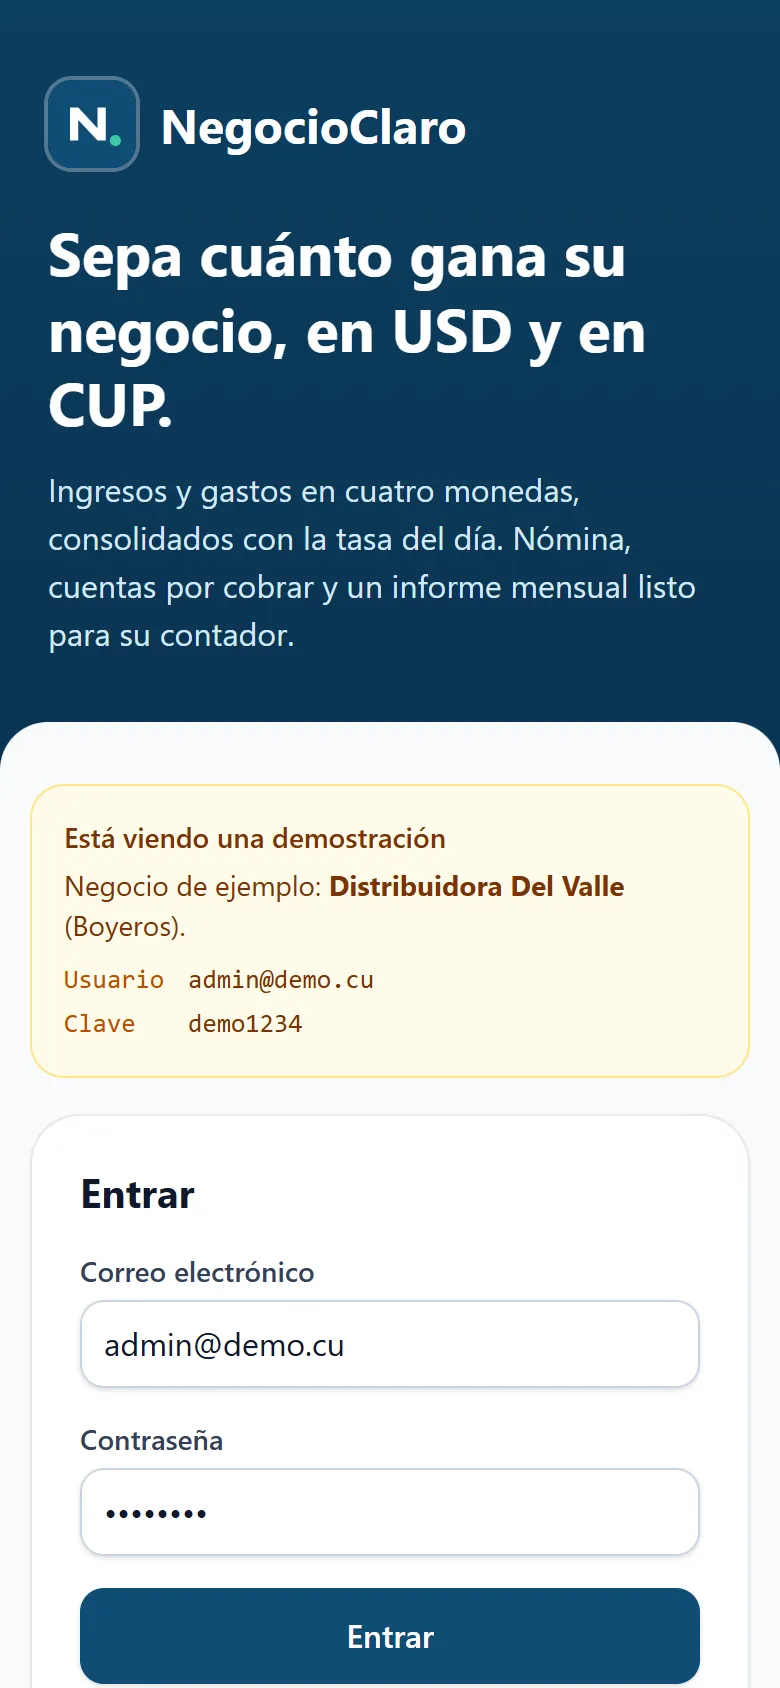 N.
NegocioClaro
Sepa cuánto gana su
negocio, en USD y en
CUP.
Ingresos y gastos en cuatro monedas,
consolidados con la tasa del día. Nómina,
cuentas por cobrar y un informe mensual listo
para su contador.
Está viendo una demostración
Negocio de ejemplo: Distribuidora Del Valle
(Boyeros).
Usuario admin@demo.cu
Clave demo1234
Entrar
Correo electrónico
admin@demo.cu
Contraseña
••••••••
Entrar